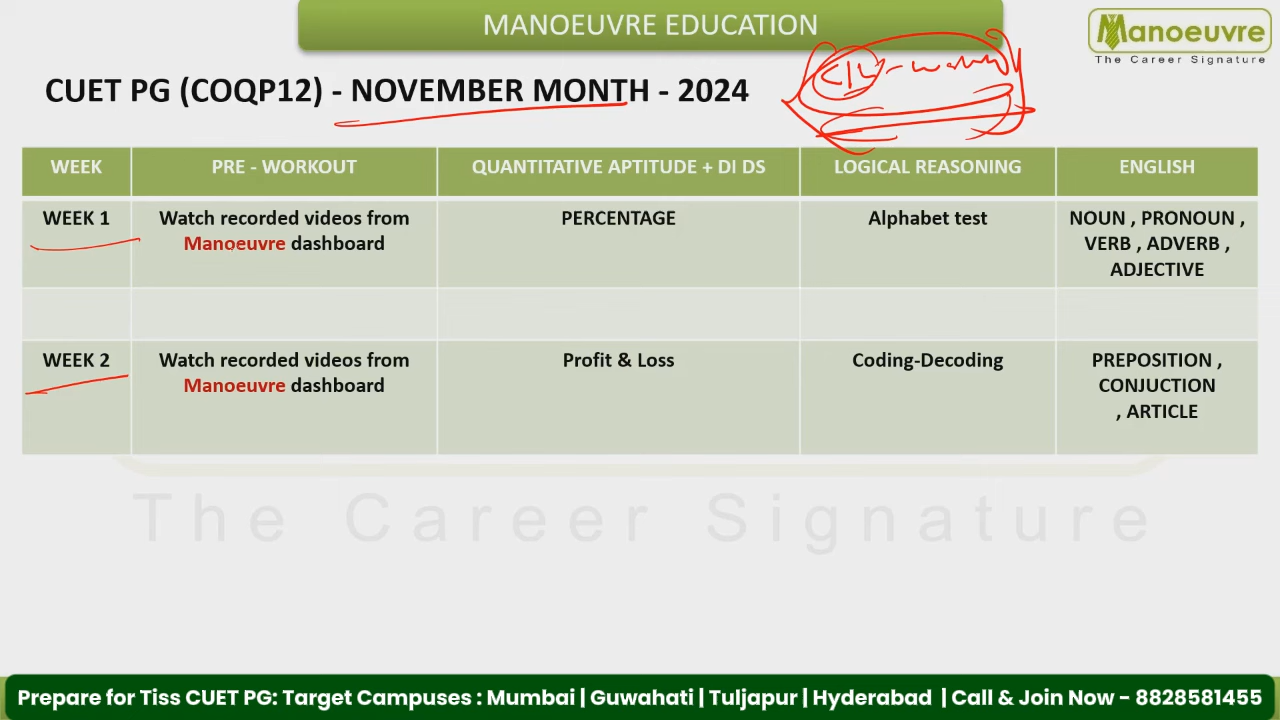 MANOEUVRE EDUCATION
Manoeuvre
The Career Signature
CUET PG (COQP12) - NOVEMBER MONTH - 2024
WEEK PRE - WORKOUT QUANTITATIVE APTITUDE + DI DS LOGICAL REASONING ENGLISH
WEEK 1 Watch recorded videos from PERCENTAGE Alphabet test NOUN , PRONOUN ,
Manoeuvre dashboard VERB , ADVERB ,
ADJECTIVE
WEEK 2 Watch recorded videos from Profit & Loss Coding-Decoding PREPOSITION ,
Manoeuvre dashboard CONJUCTION
, ARTICLE
The Career Signature
Prepare for Tiss CUET PG: Target Campuses : Mumbai | Guwahati | Tuljapur | Hyderabad | Call & Join Now - 8828581455